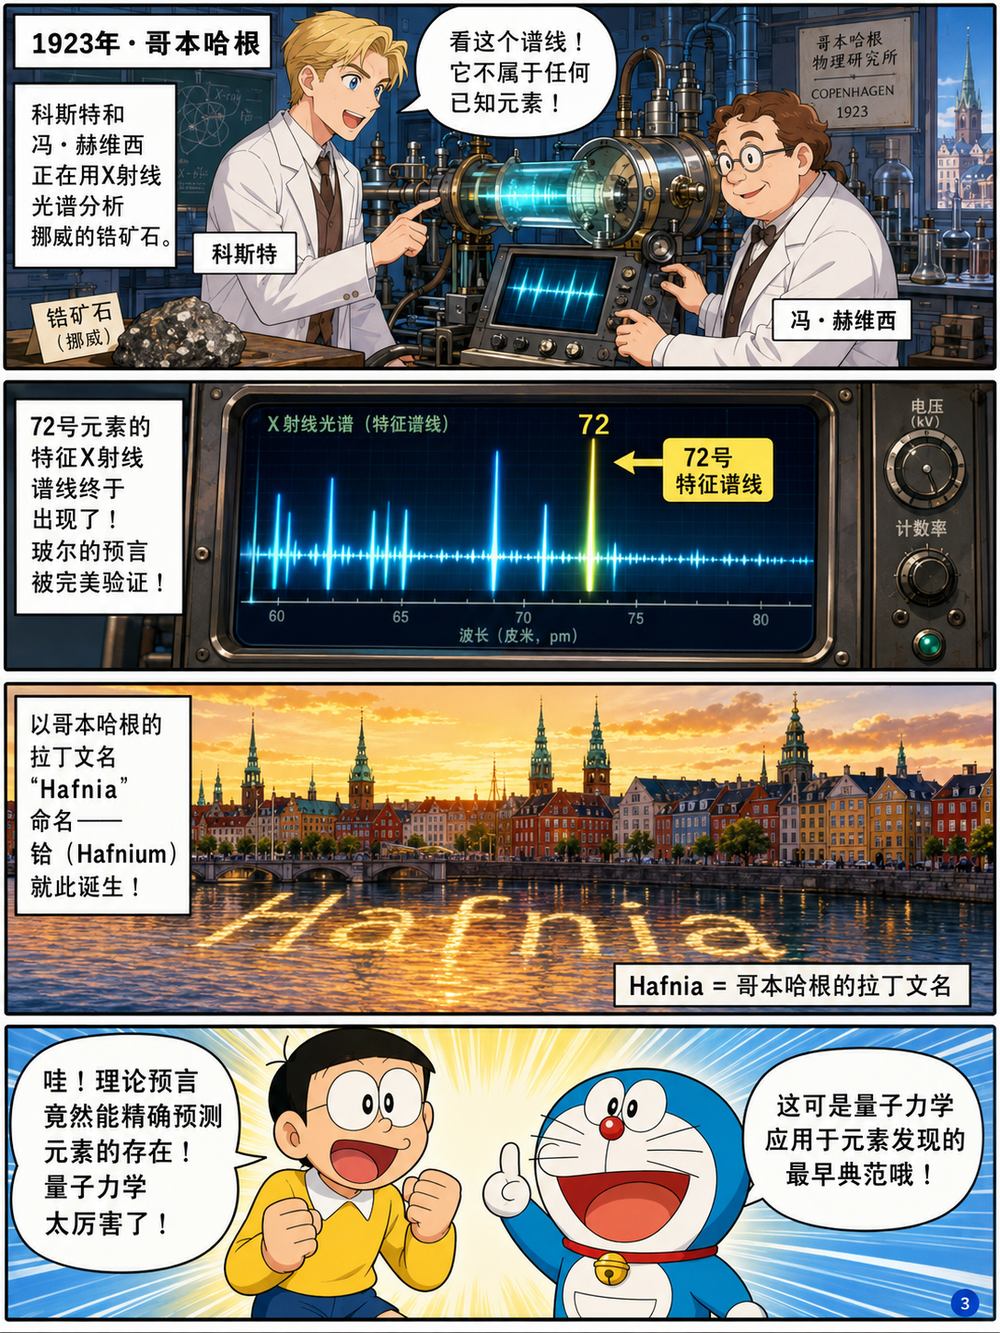 1923年·哥本哈根
科斯特和
冯·赫维西
正在用X射线
光谱分析
挪威的锆矿石。
看这个谱线！
它不属于任何
已知元素！
哥本哈根
物理研究所
COPENHAGEN
1923
X-ray
科斯特
冯·赫维西
锆矿石
（挪威）
72号元素的
特征X射线
谱线终于
出现了！
玻尔的预言
被完美验证！
X射线光谱（特征谱线）
72
72号
特征谱线
60 65 70 75 80
波长（皮米，pm）
电压
（kV）
计数率
以哥本哈根的
拉丁文名
“Hafnia”
命名——
铪（Hafnium）
就此诞生！
Hafnia
Hafnia = 哥本哈根的拉丁文名
哇！理论预言
竟然能精确预测
元素的存在！
量子力学
太厉害了！
这可是量子力学
应用于元素发现的
最早典范哦！
3